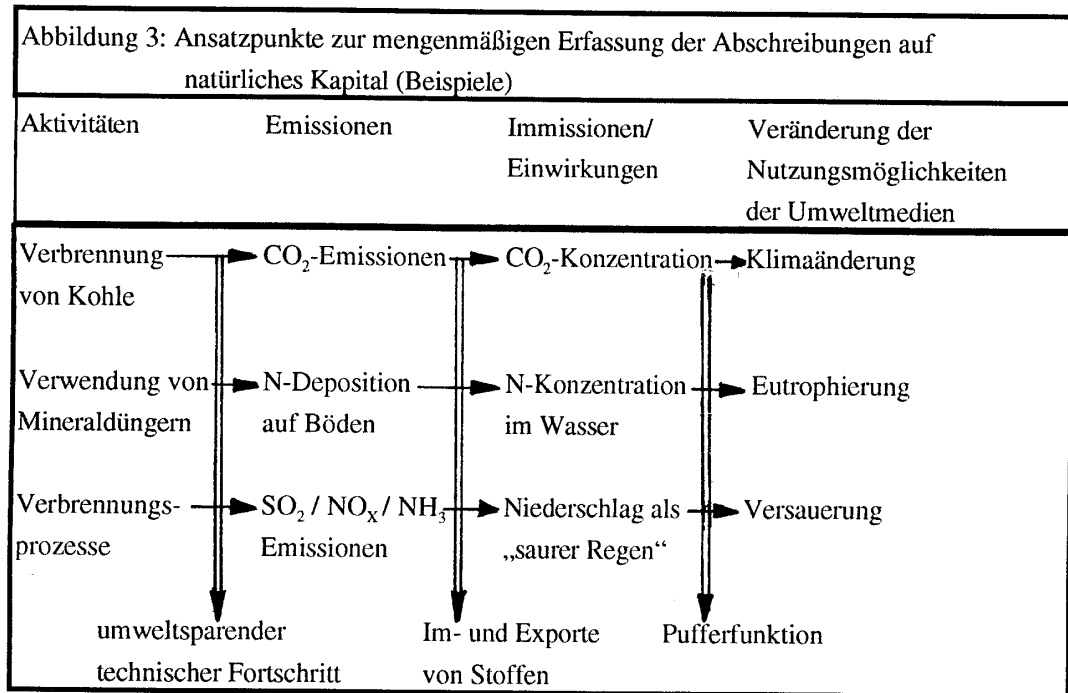 Abbildung 3: Ansatzpunkte zur mengenmäßigen Erfassung der Abschreibungen auf
natürliches Kapital (Beispiele)
Aktivitäten Emissionen Immissionen/ Veränderung der
Einwirkungen Nutzungsmöglichkeiten
der Umweltmedien
Verbrennung CO₂-Emissionen CO₂-Konzentration Klimaänderung
von Kohle
Verwendung von N-Deposition N-Konzentration Eutrophierung
Mineraldüngern auf Böden im Wasser
Verbrennungs- SO₂ / NOₓ / NH₃ Niederschlag als Versauerung
prozesse Emissionen „saurer Regen“
umweltsparender Im- und Exporte Pufferfunktion
technischer Fortschritt von Stoffen